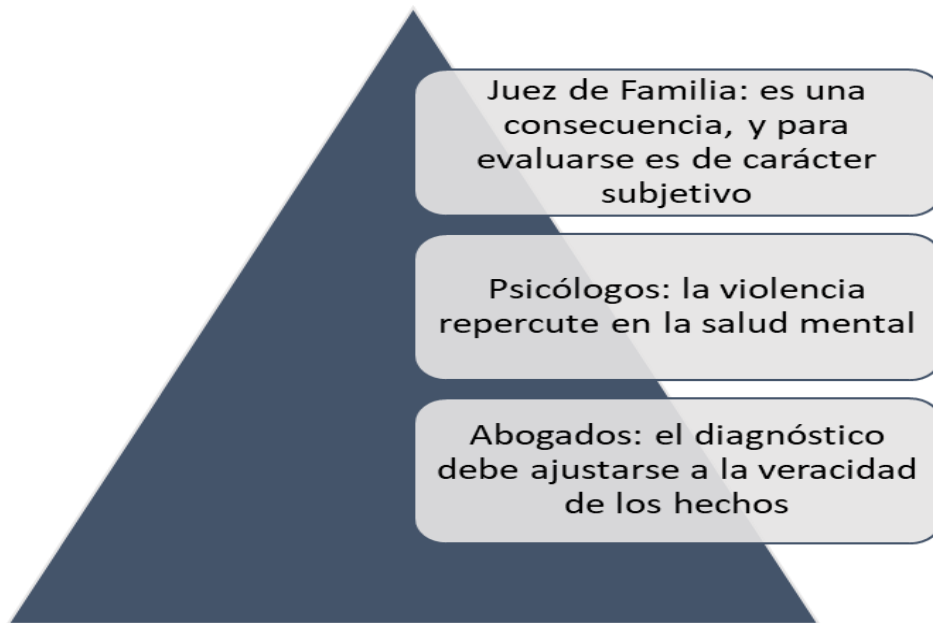 Juez de Familia: es una
consecuencia, y para
evaluarse es de carácter
subjetivo
Psicólogos: la violencia
repercute en la salud mental
Abogados: el diagnóstico
debe ajustarse a la veracidad
de los hechos